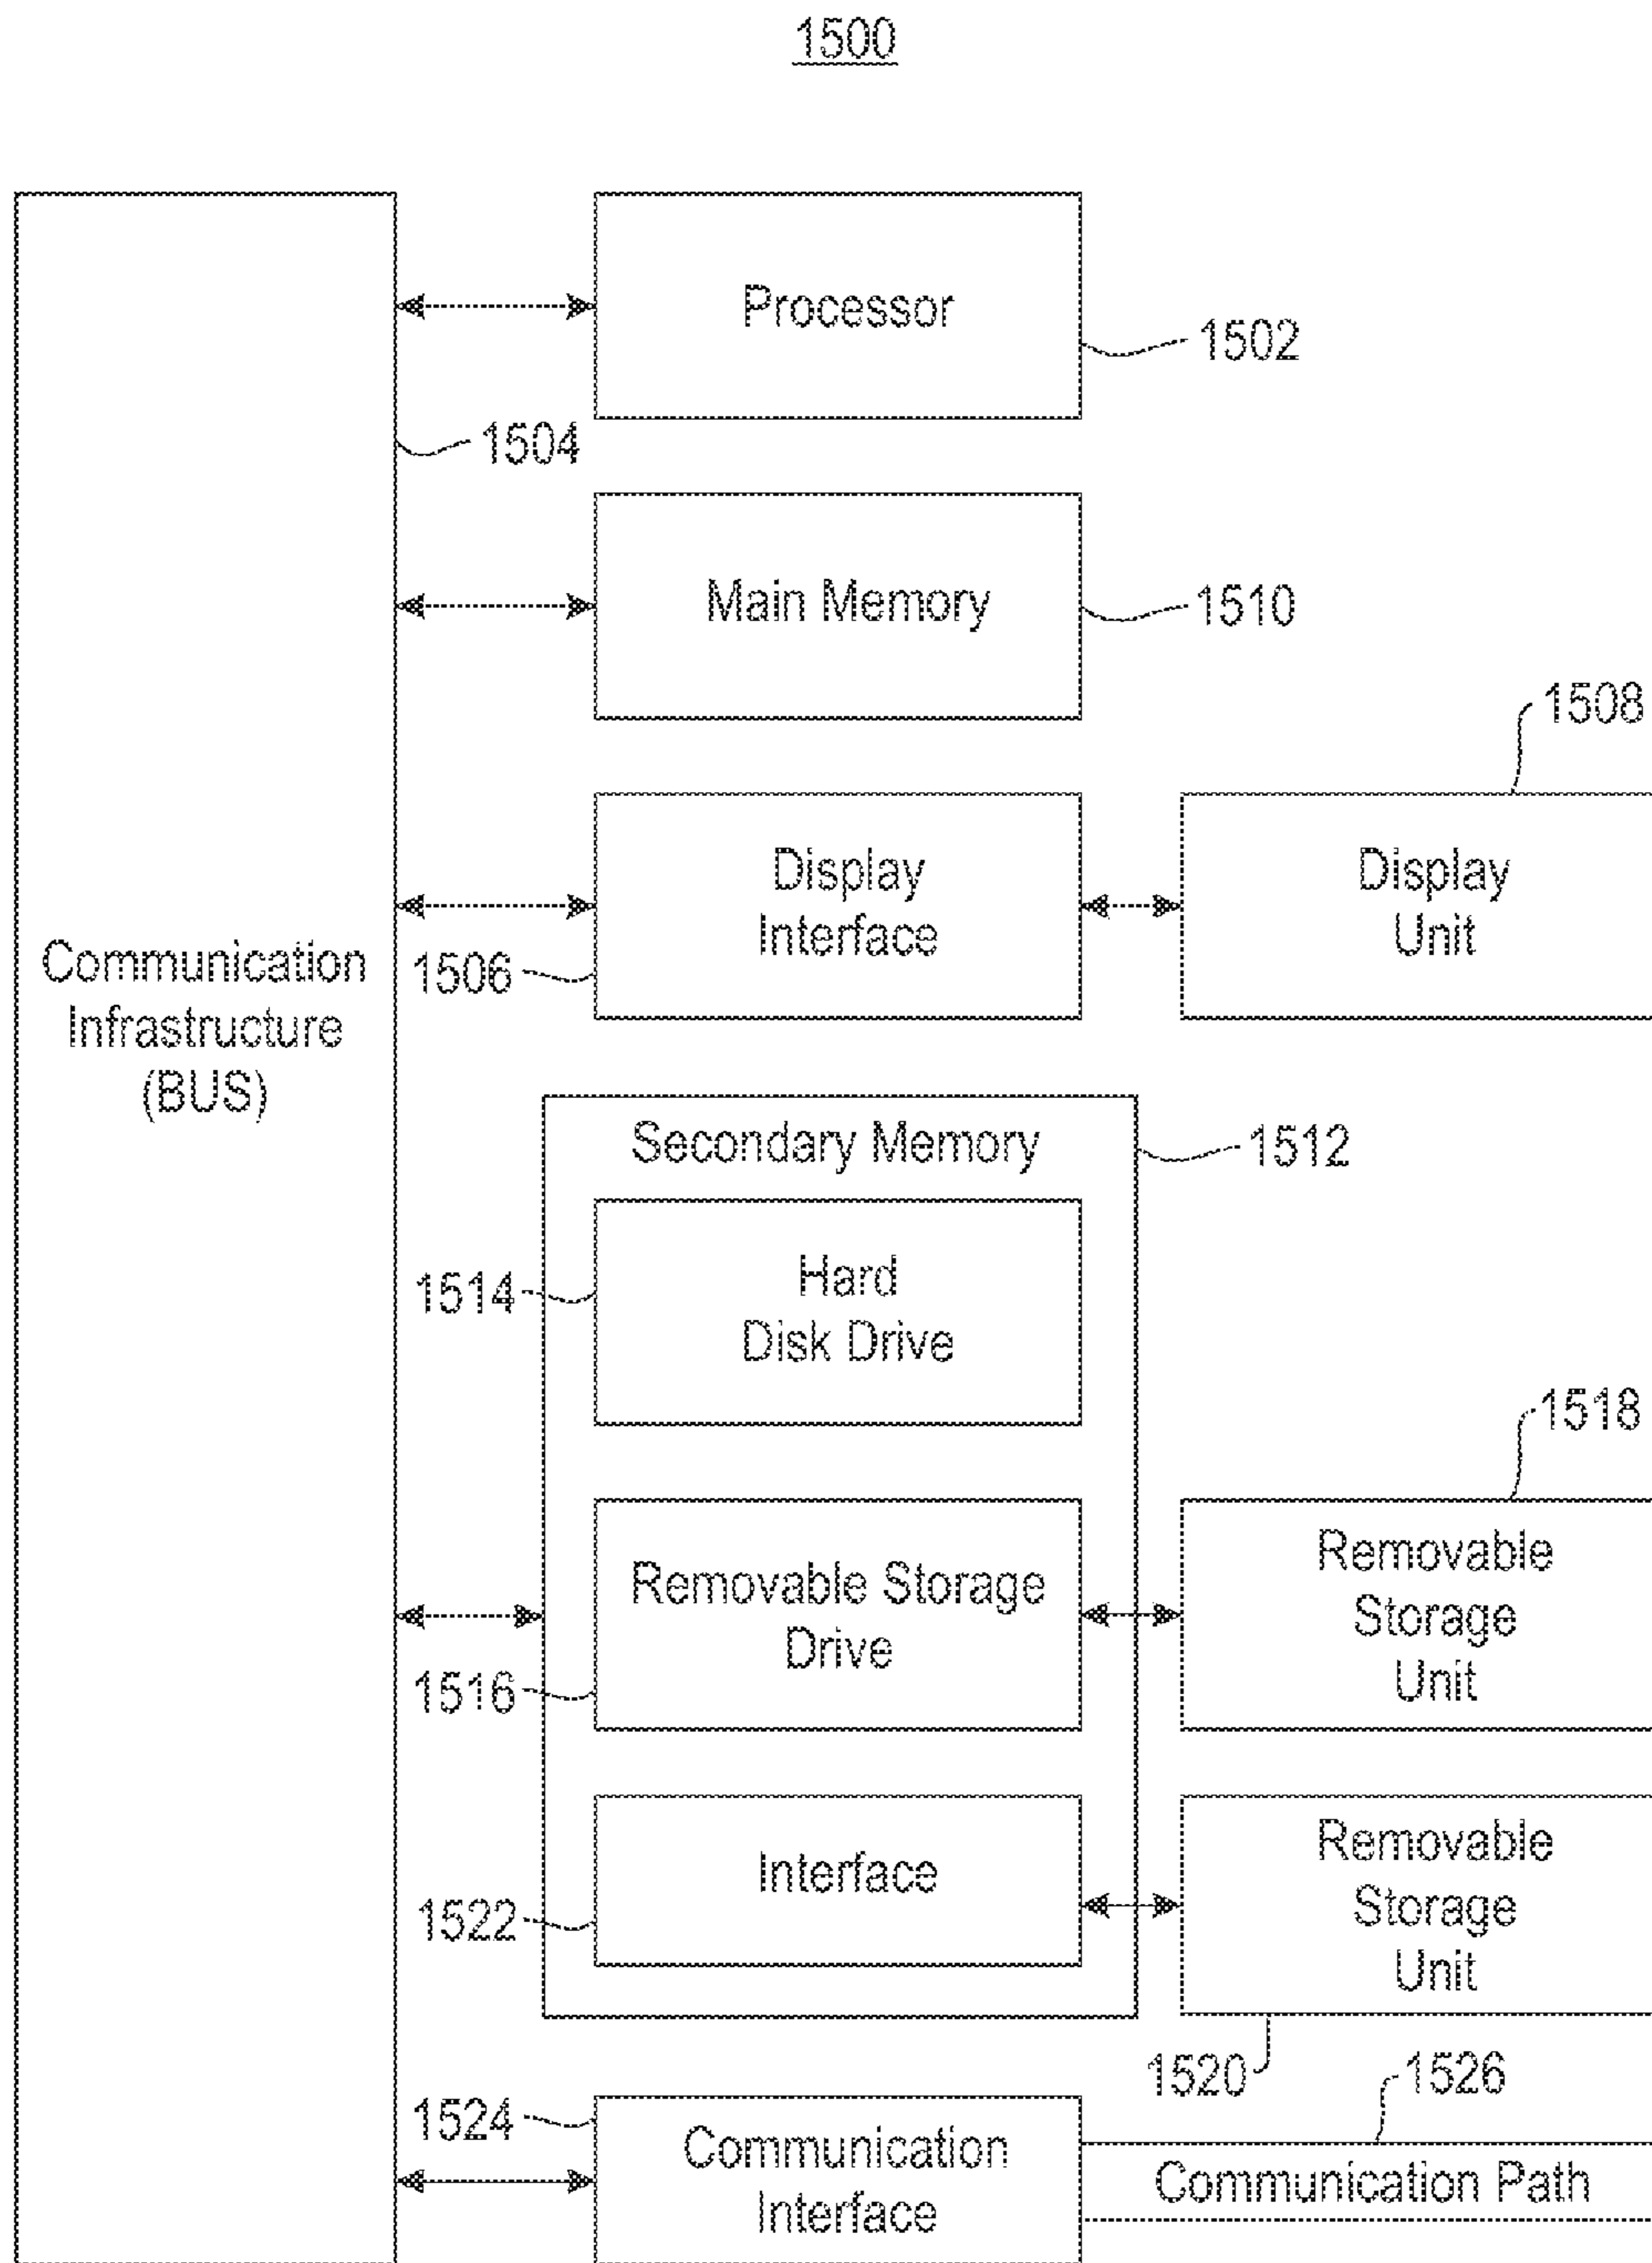 1500
Processor
1502
1504
Main Memory
1510
1508
Display
Interface
Display
Unit
1506
Communication
Infrastructure
(BUS)
Secondary Memory
1512
Hard
Disk Drive
1514
1518
Removable Storage
Drive
Removable
Storage
Unit
1516
Interface
Removable
Storage
Unit
1522
1520
1526
1524
Communication
Interface
Communication Path